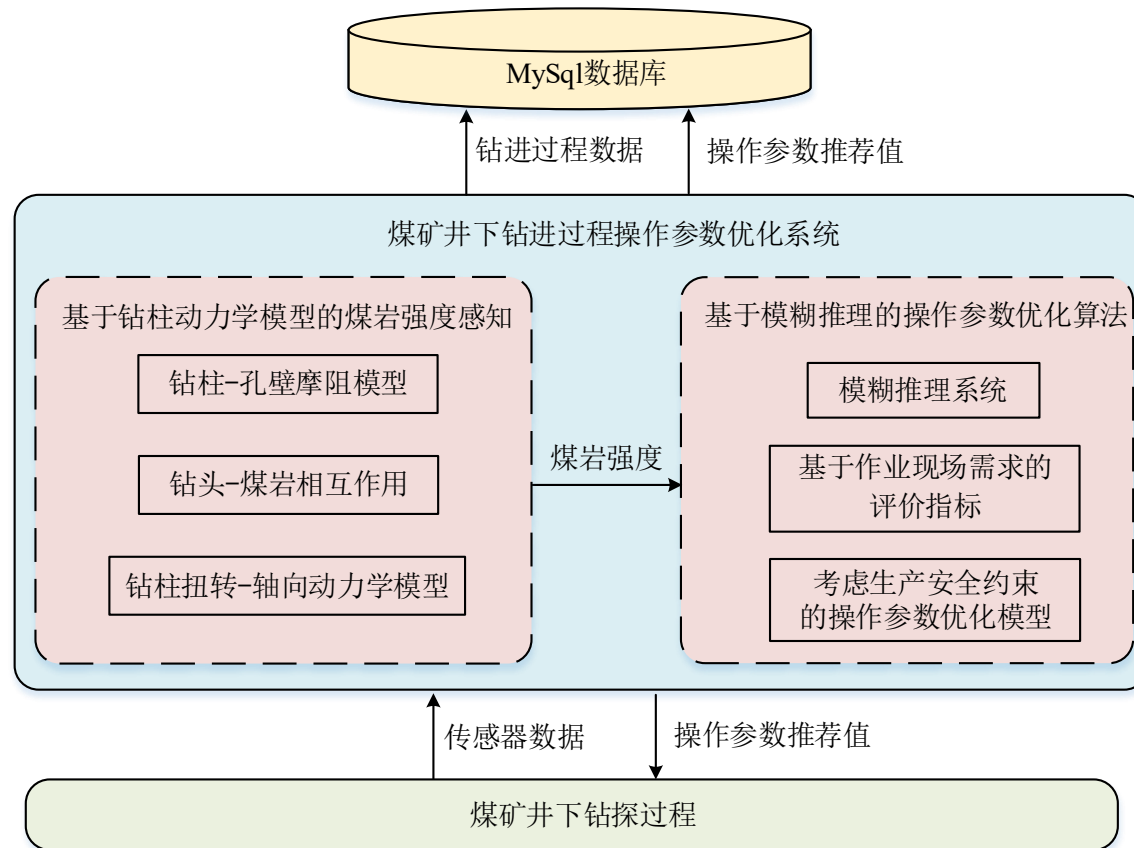 MySql数据库
钻进过程数据
操作参数推荐值
煤矿井下钻进过程操作参数优化系统
基于钻柱动力学模型的煤岩强度感知
钻柱-孔壁摩阻模型
钻头-煤岩相互作用
钻柱扭转-轴向动力学模型
煤岩强度
基于模糊推理的操作参数优化算法
模糊推理系统
基于作业现场需求的
评价指标
考虑生产安全约束
的操作参数优化模型
传感器数据
操作参数推荐值
煤矿井下钻探过程